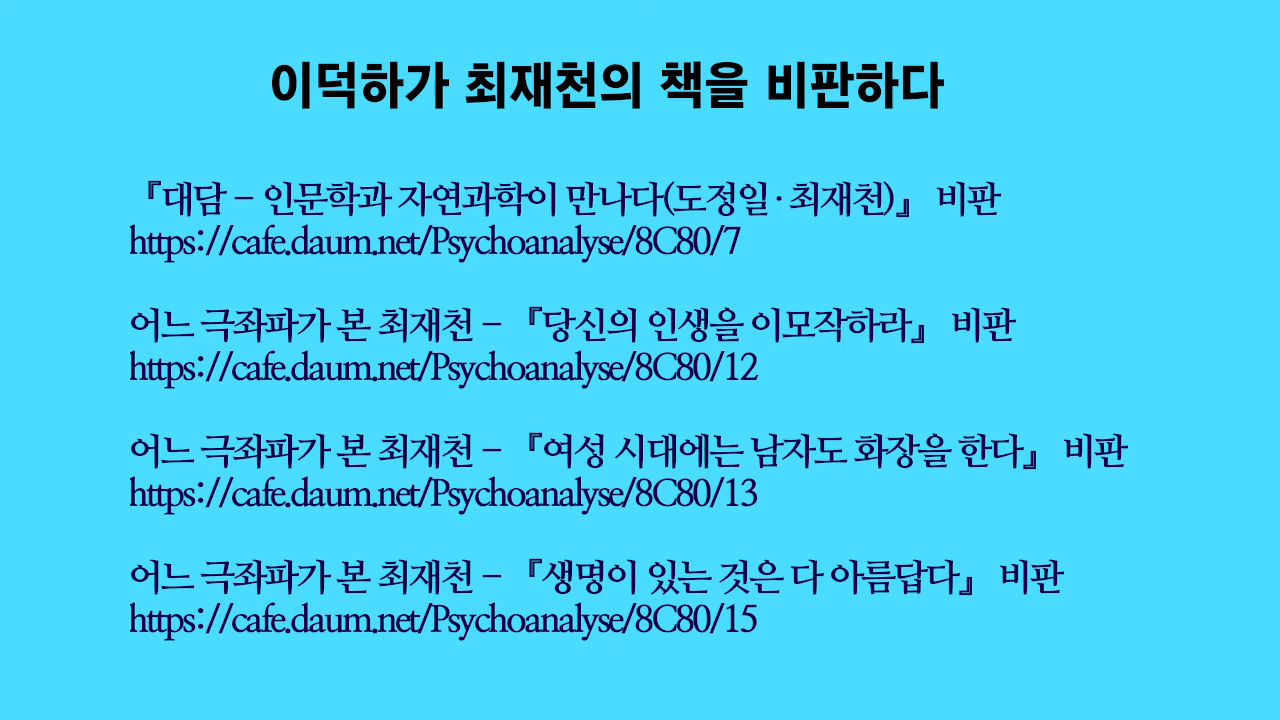 이덕하가 최재천의 책을 비판하다
『대담 – 인문학과 자연과학이 만나다(도정일·최재천)』 비판
https://cafe.daum.net/Psychoanalyse/8C80/7
어느 극좌파가 본 최재천 – 『당신의 인생을 이모작하라』 비판
https://cafe.daum.net/Psychoanalyse/8C80/12
어느 극좌파가 본 최재천 – 『여성 시대에는 남자도 화장을 한다』 비판
https://cafe.daum.net/Psychoanalyse/8C80/13
어느 극좌파가 본 최재천 – 『생명이 있는 것은 다 아름답다』 비판
https://cafe.daum.net/Psychoanalyse/8C80/15